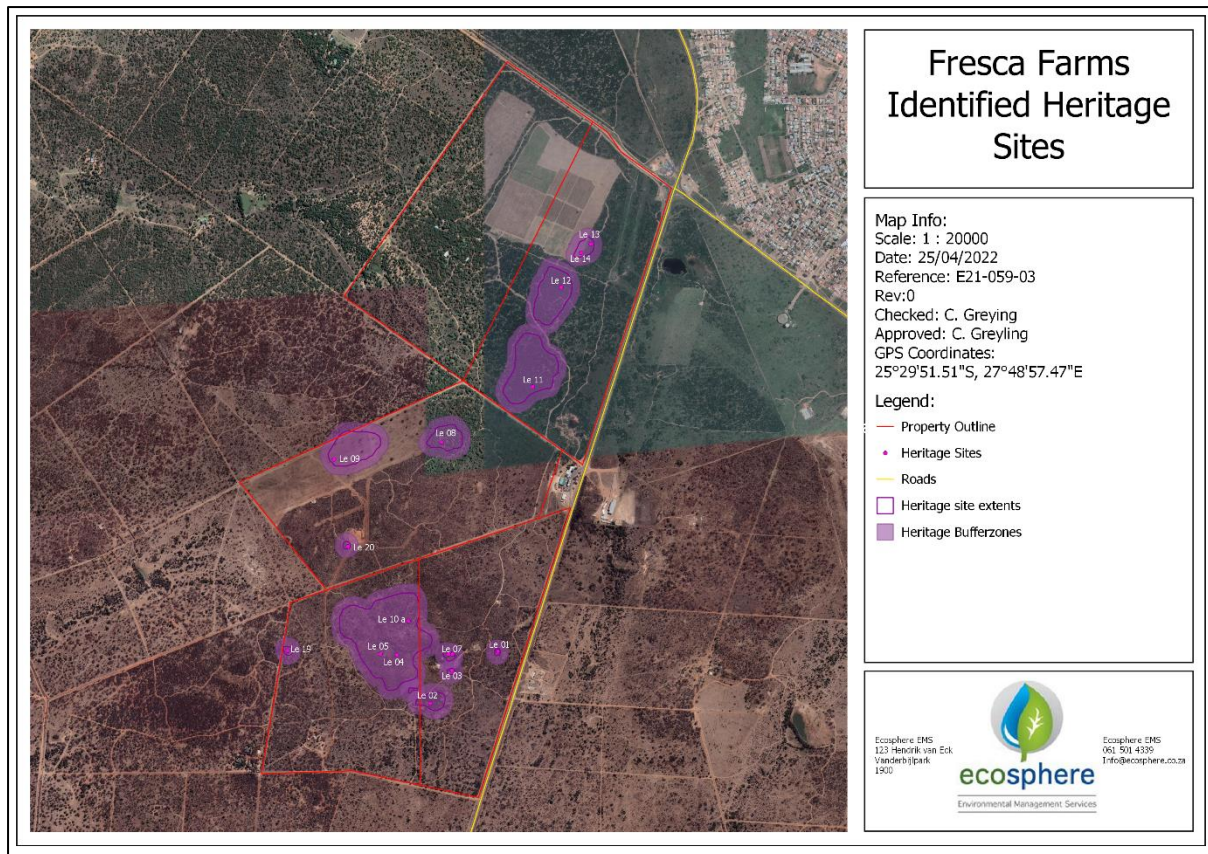 Fresca Farms
Identified Heritage
Sites
Map Info:
Scale: 1 : 20000
Date: 25/04/2022
Reference: E21-059-03
Rev:0
Checked: C. Greying
Approved: C. Greyling
GPS Coordinates:
25°29'51.51"S, 27°48'57.47"E
Legend:
Property Outline
Heritage Sites
Roads
Heritage site extents
Heritage Bufferzones
Le 13
Le 14
Le 12
Le 11
Le 08
Le 09
Le 20
Le 10 a
Le 05
Le 04
Le 19
Le 07
Le 01
Le 03
Le 02
Ecosphere EMS
123 Hendrik van Eck
Vanderbijlpark
1900
ecosphere
Environmental Management Services
Ecosphere EMS
061 501 4339
Info@ecosphere.co.za